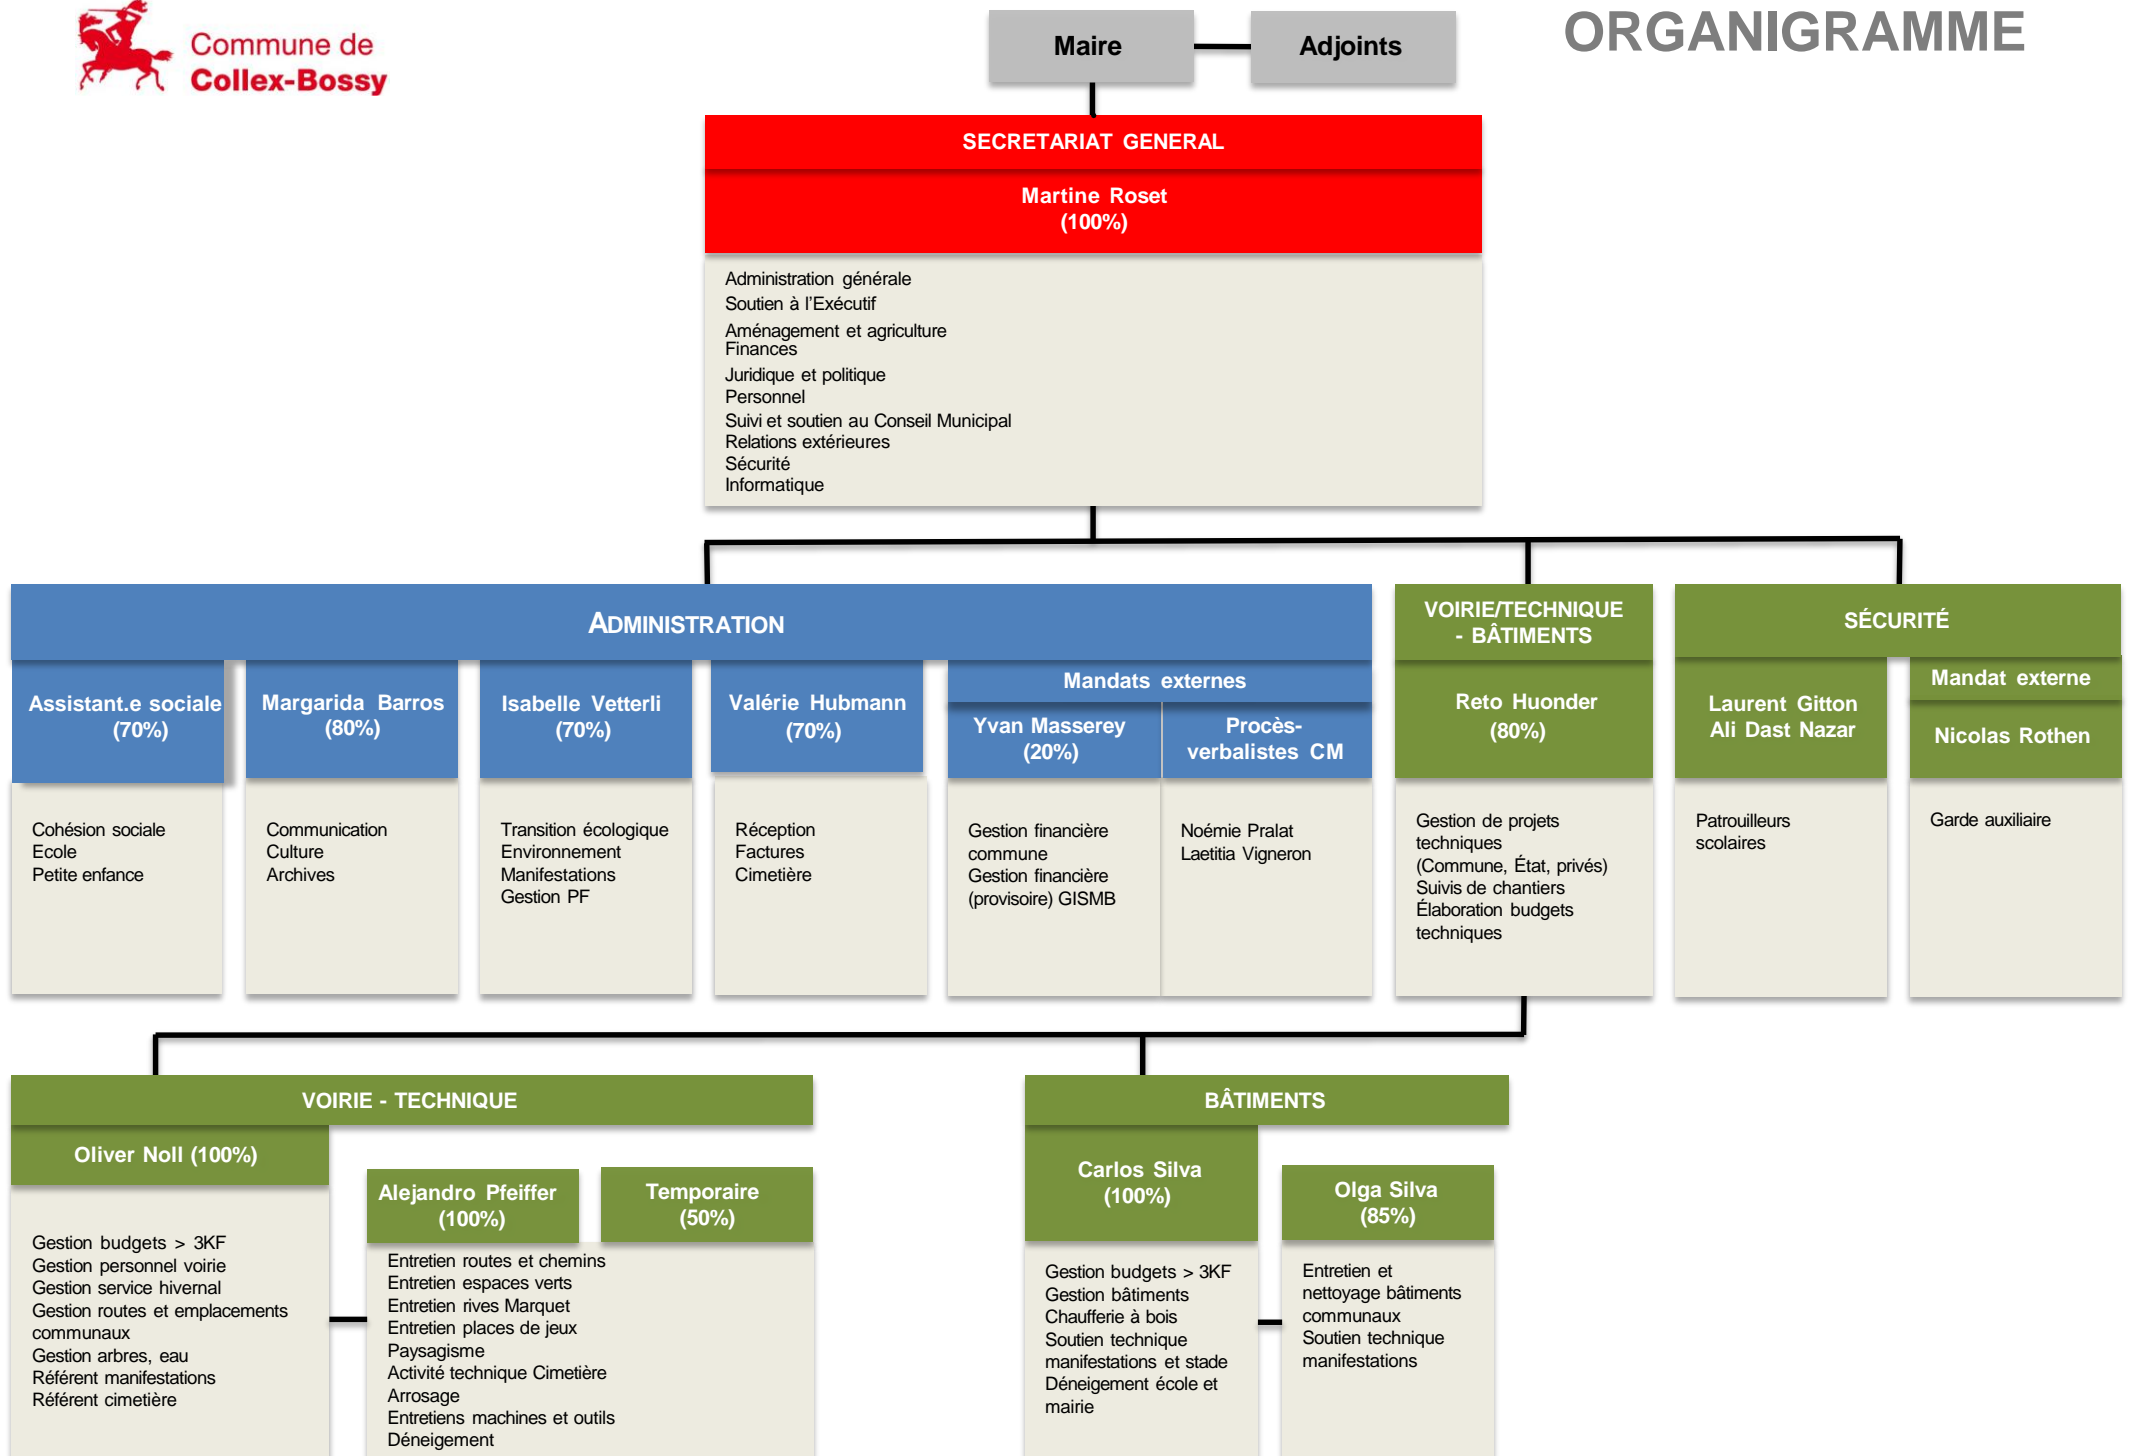 Commune de
Collex-Bossy
Maire
Adjoints
ORGANIGRAMME
SECRETARIAT GENERAL
Martine Roset
(100%)
Administration générale
Soutien à l'Exécutif
Aménagement et agriculture
Finances
Juridique et politique
Personnel
Suivi et soutien au Conseil Municipal
Relations extérieures
Sécurité
Informatique
ADMINISTRATION
Assistant.e sociale
(70%)
Cohésion sociale
Ecole
Petite enfance
Margarida Barros
(80%)
Communication
Culture
Archives
Isabelle Vetterli
(70%)
Transition écologique
Environnement
Manifestations
Gestion PF
Valérie Hubmann
(70%)
Réception
Factures
Cimetière
Mandats externes
Yvan Masserey
(20%)
Gestion financière
commune
Gestion financière
(provisoire) GISMB
Procès-
verbalistes CM
Noémie Pralat
Laetitia Vigneron
VOIRIE/TECHNIQUE
- BÂTIMENTS
Reto Huonder
(80%)
Gestion de projets
techniques
(Commune, État, privés)
Suivis de chantiers
Élaboration budgets
techniques
SÉCURITÉ
Laurent Gitton
Ali Dast Nazar
Patrouilleurs
scolaires
Mandat externe
Nicolas Rothen
Garde auxiliaire
VOIRIE - TECHNIQUE
Oliver Noll (100%)
Gestion budgets > 3KF
Gestion personnel voirie
Gestion service hivernal
Gestion routes et emplacements
communaux
Gestion arbres, eau
Référent manifestations
Référent cimetière
Alejandro Pfeiffer
(100%)
Temporaire
(50%)
Entretien routes et chemins
Entretien espaces verts
Entretien rives Marquet
Entretien places de jeux
Paysagisme
Activité technique Cimetière
Arrosage
Entretiens machines et outils
Déneigement
BÂTIMENTS
Carlos Silva
(100%)
Gestion budgets > 3KF
Gestion bâtiments
Chaufferie à bois
Soutien technique
manifestations et stade
Déneigement école et
mairie
Olga Silva
(85%)
Entretien et
nettoyage bâtiments
communaux
Soutien technique
manifestations